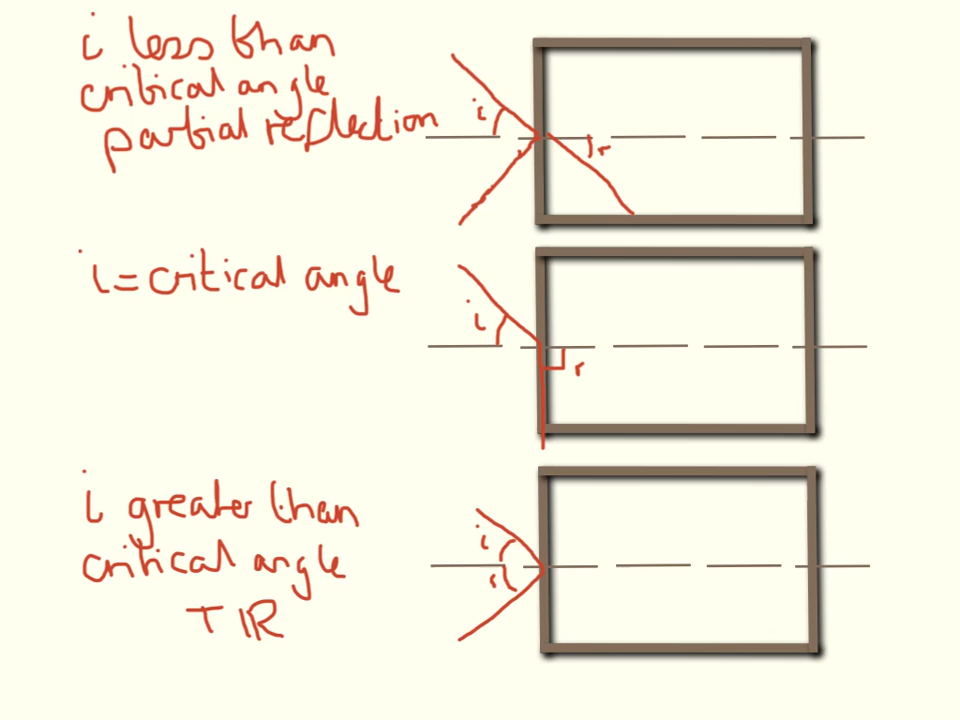 i less than
critical angle
partial reflection
i
r
i = critical angle
i
r
i greater than
critical angle
TIR
i
r